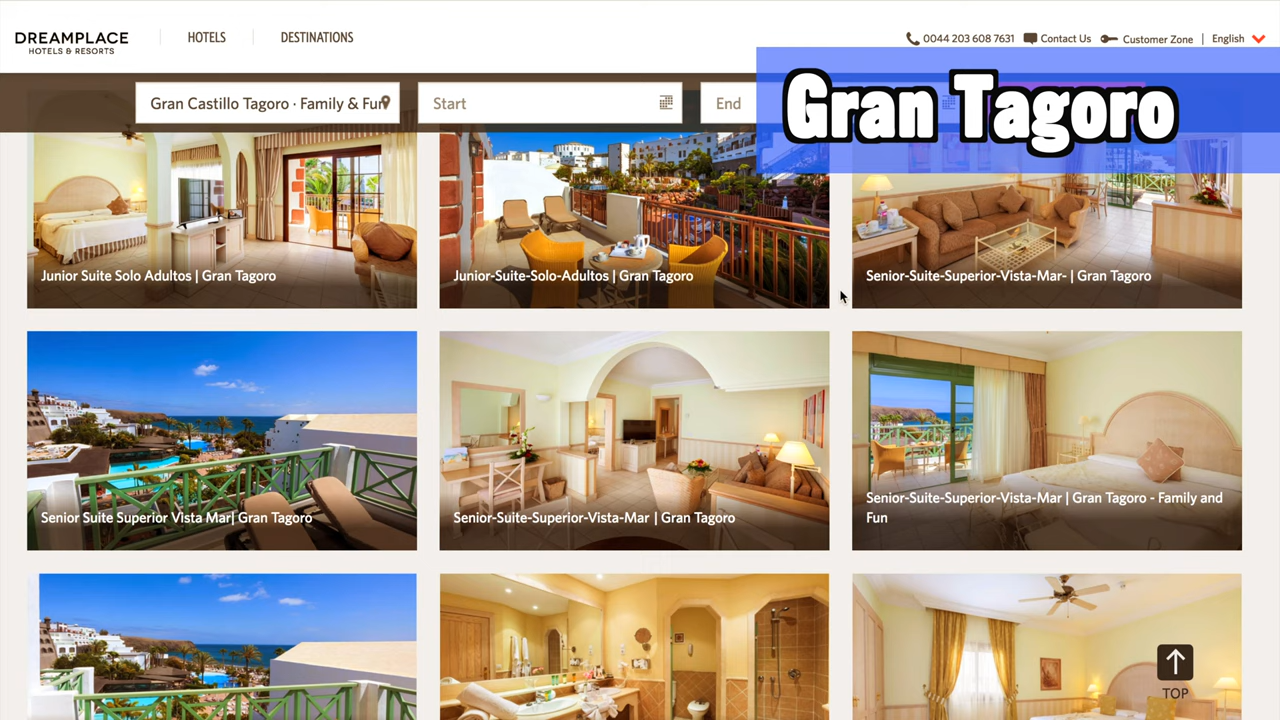 DREAMPLACE
HOTELS & RESORTS
HOTELS
DESTINATIONS
0044 203 608 7631
Contact Us
Customer Zone
English
Gran Castillo Tagoro · Family & Fun
Start
End
Gran Tagoro
Junior Suite Solo Adultos | Gran Tagoro
Junior-Suite-Solo-Adultos | Gran Tagoro
Senior-Suite-Superior-Vista-Mar- | Gran Tagoro
Senior Suite Superior Vista Mar| Gran Tagoro
Senior-Suite-Superior-Vista-Mar | Gran Tagoro
Senior-Suite-Superior-Vista-Mar | Gran Tagoro - Family and
Fun
TOP